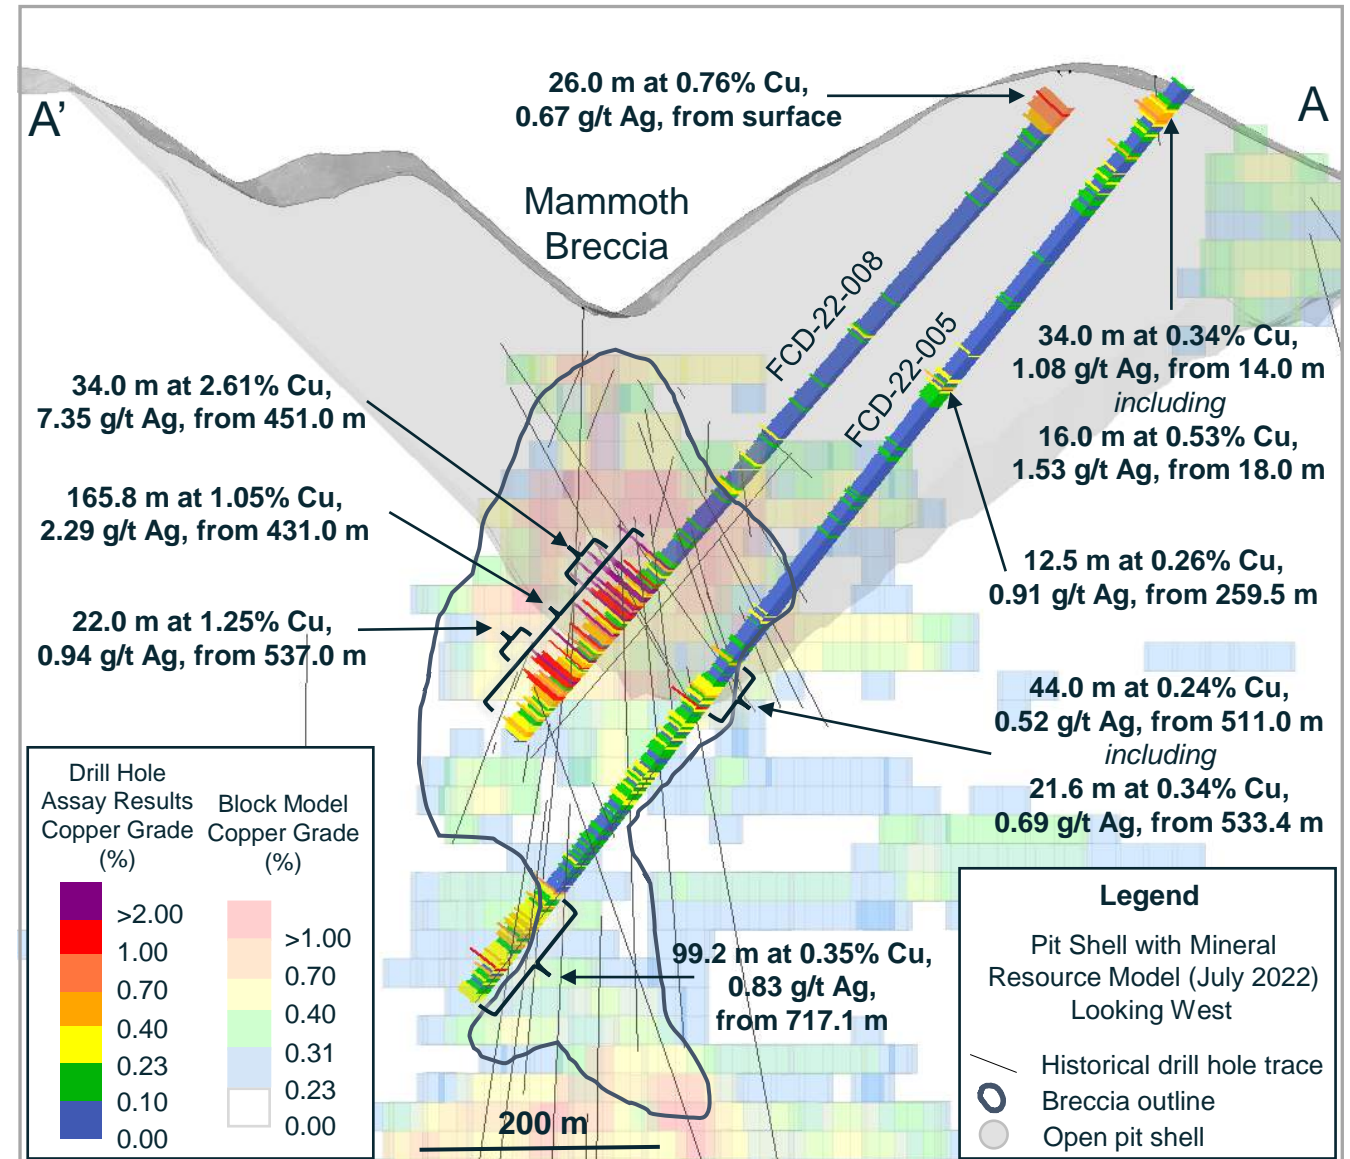 A’
A
26.0 m at 0.76% Cu,
0.67 g/t Ag, from surface
Mammoth
Breccia
FCD-22-008
FCD-22-005
34.0 m at 0.34% Cu,
1.08 g/t Ag, from 14.0 m
including
16.0 m at 0.53% Cu,
1.53 g/t Ag, from 18.0 m
34.0 m at 2.61% Cu,
7.35 g/t Ag, from 451.0 m
165.8 m at 1.05% Cu,
2.29 g/t Ag, from 431.0 m
22.0 m at 1.25% Cu,
0.94 g/t Ag, from 537.0 m
12.5 m at 0.26% Cu,
0.91 g/t Ag, from 259.5 m
44.0 m at 0.24% Cu,
0.52 g/t Ag, from 511.0 m
including
21.6 m at 0.34% Cu,
0.69 g/t Ag, from 533.4 m
99.2 m at 0.35% Cu,
0.83 g/t Ag,
from 717.1 m
200 m
Drill Hole
Assay Results
Copper Grade
(%)
>2.00
1.00
0.70
0.40
0.23
0.10
0.00
Block Model
Copper Grade
(%)
>1.00
0.70
0.40
0.31
0.23
0.00
Legend
Pit Shell with Mineral
Resource Model (July 2022)
Looking West
Historical drill hole trace
Breccia outline
Open pit shell